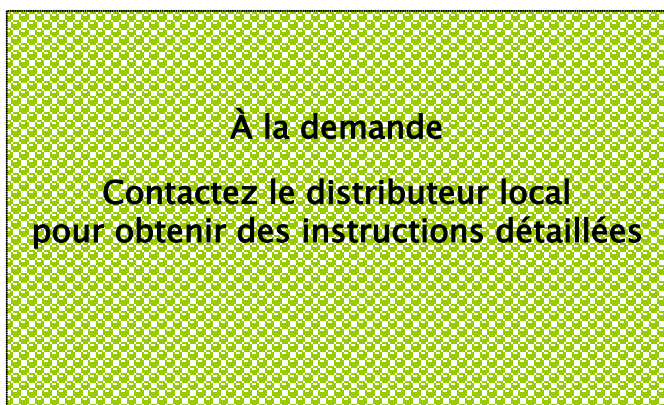 À la demande
Contactez le distributeur local
pour obtenir des instructions détaillées